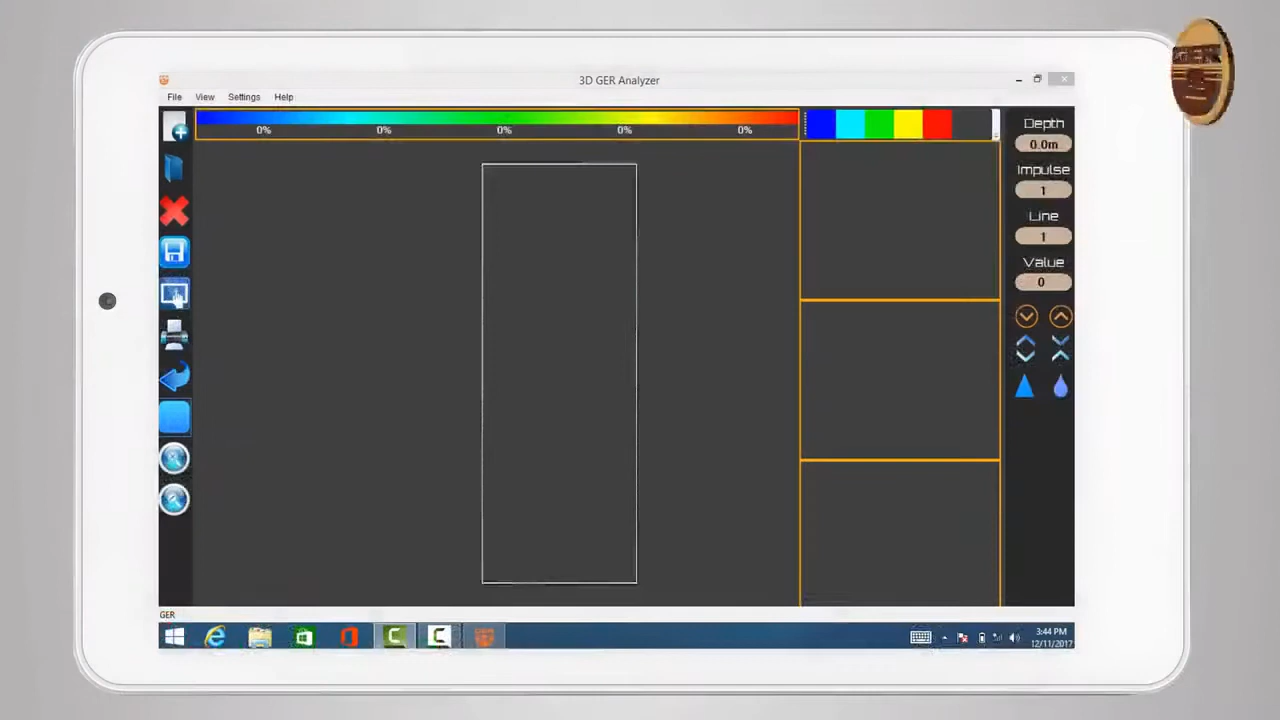 3D GER Analyzer
File View Settings Help
0% 0% 0% 0% 0%
Depth
0.0m
Impulse
1
Line
1
Value
0
GER
3:44 PM
12/11/2017